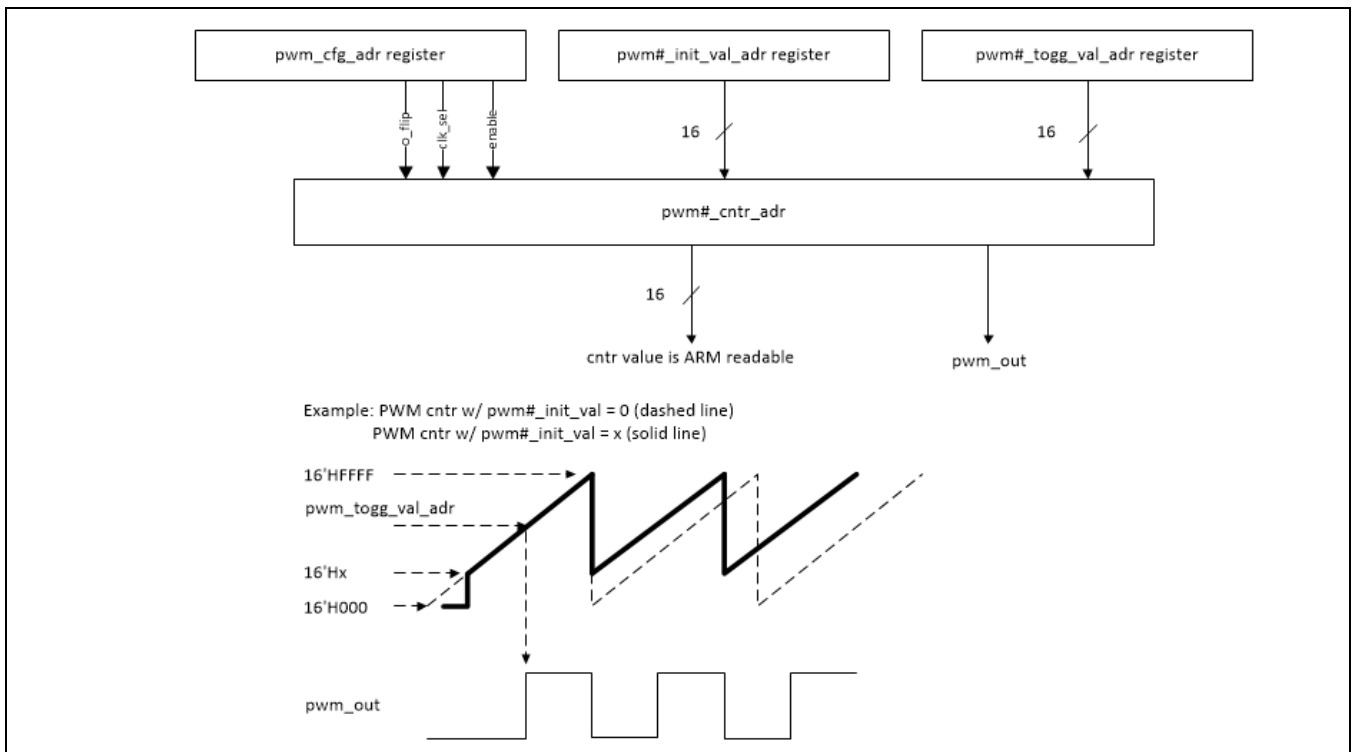 pwm_cfg_adr register
pwm#_init_val_adr register
pwm#_togg_val_adr register
o_flip
clk_sel
enable
16
16
pwm#_cntr_adr
16
cntr value is ARM readable
pwm_out
Example: PWM cntr w/ pwm#_init_val = 0 (dashed line)
PWM cntr w/ pwm#_init_val = x (solid line)
16'HFFFF
pwm_togg_val_adr
16'Hx
16'H000
pwm_out